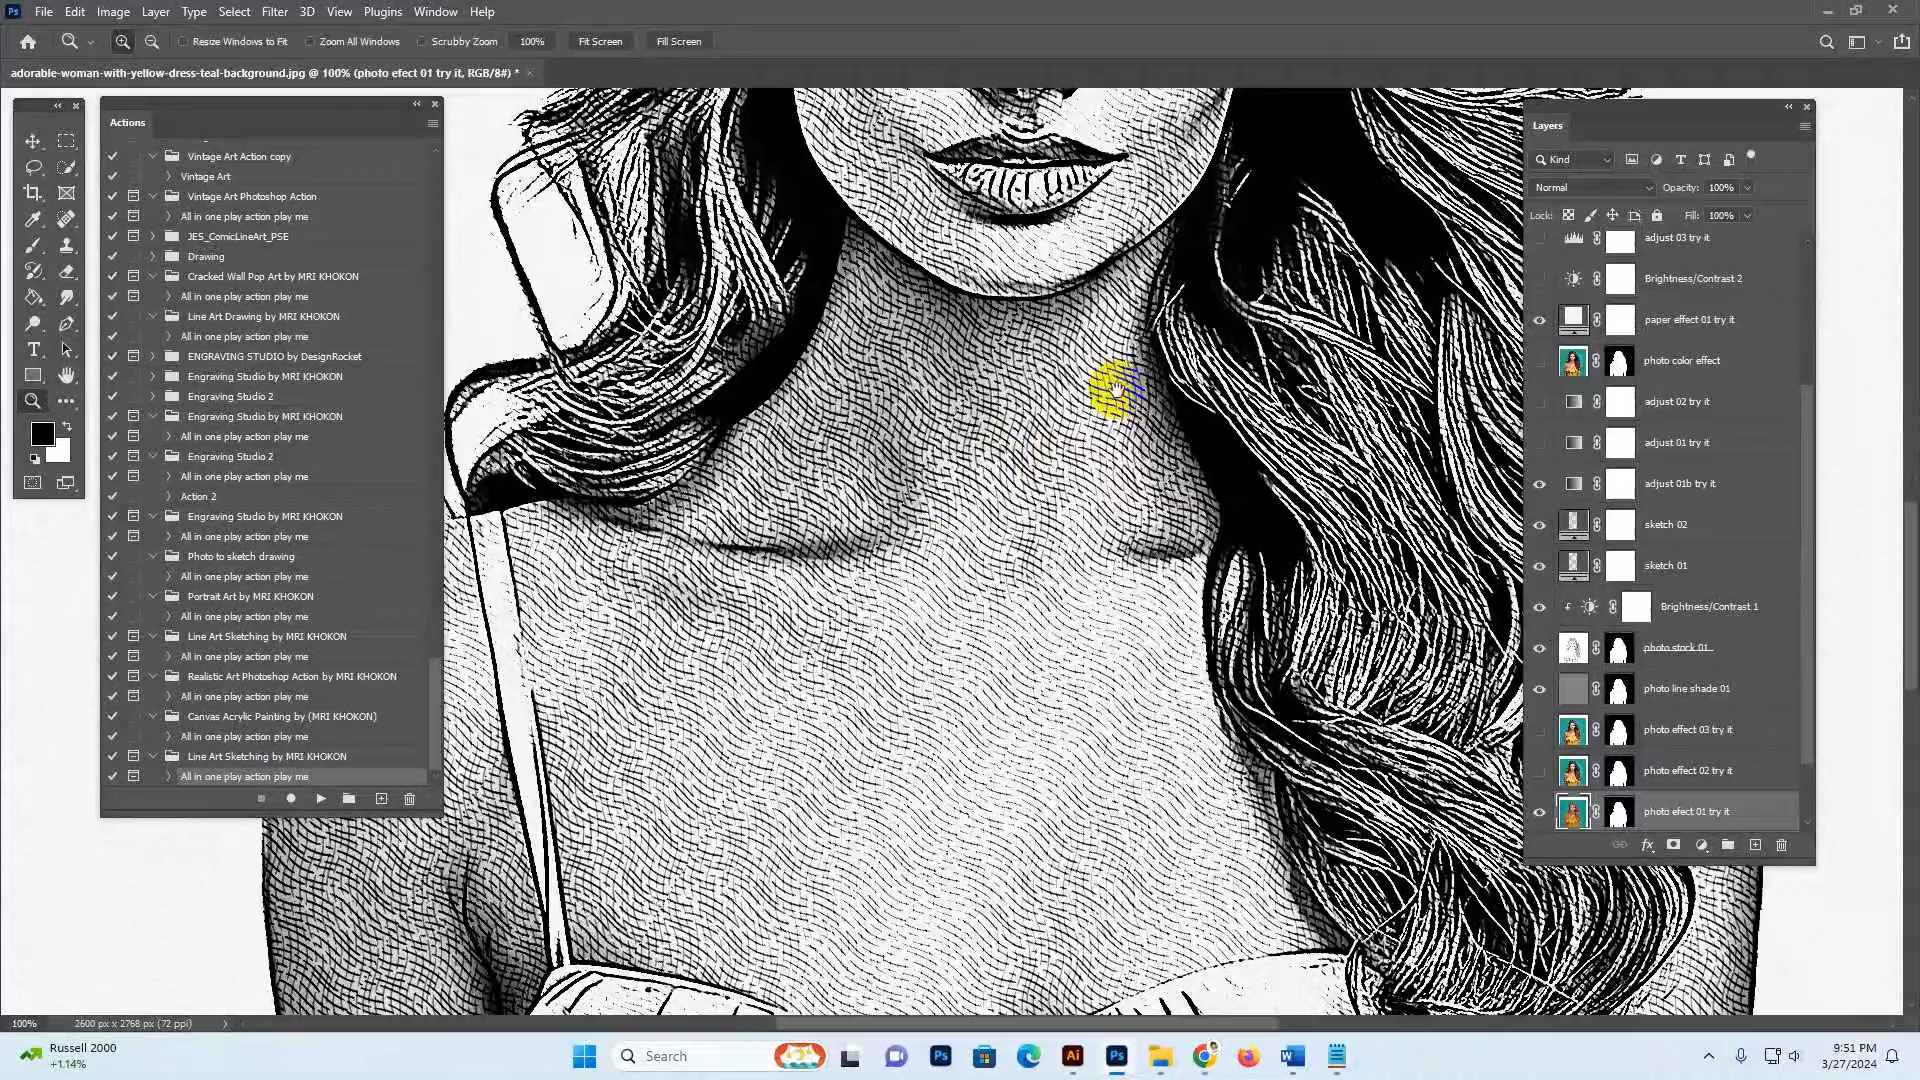 Ps File Edit Image Layer Type Select Filter 3D View Plugins Window Help
Resize Windows to Fit Zoom All Windows Scrubby Zoom 100% Fit Screen Fill Screen
adorable-woman-with-yellow-dress-teal-background.jpg @ 100% (photo efect 01 try it, RGB/8#) *
Actions
Vintage Art Action copy
Vintage Art
Vintage Art Photoshop Action
All in one play action play me
JES_ComicLineArt_PSE
Drawing
Cracked Wall Pop Art by MRI KHOKON
All in one play action play me
Line Art Drawing by MRI KHOKON
All in one play action play me
ENGRAVING STUDIO by DesignRocket
Engraving Studio by MRI KHOKON
Engraving Studio 2
Engraving Studio by MRI KHOKON
All in one play action play me
Engraving Studio 2
All in one play action play me
Action 2
Engraving Studio by MRI KHOKON
All in one play action play me
Photo to sketch drawing
All in one play action play me
Portrait Art by MRI KHOKON
All in one play action play me
Line Art Sketching by MRI KHOKON
All in one play action play me
Realistic Art Photoshop Action by MRI KHOKON
All in one play action play me
Canvas Acrylic Painting by (MRI KHOKON)
All in one play action play me
Line Art Sketching by MRI KHOKON
All in one play action play me
Layers
Kind
Normal Opacity: 100%
Lock: Fill: 100%
adjust 03 try it
Brightness/Contrast 2
paper effect 01 try it
photo color effect
adjust 02 try it
adjust 01 try it
adjust 01b try it
sketch 02
sketch 01
Brightness/Contrast 1
photo stock 01
photo line shade 01
photo effect 03 try it
photo effect 02 try it
photo efect 01 try it
fx
100% 2600 px x 2768 px (72 ppi)
Russell 2000
+1.14%
Search
Ps Ai Ps
9:51 PM
3/27/2024